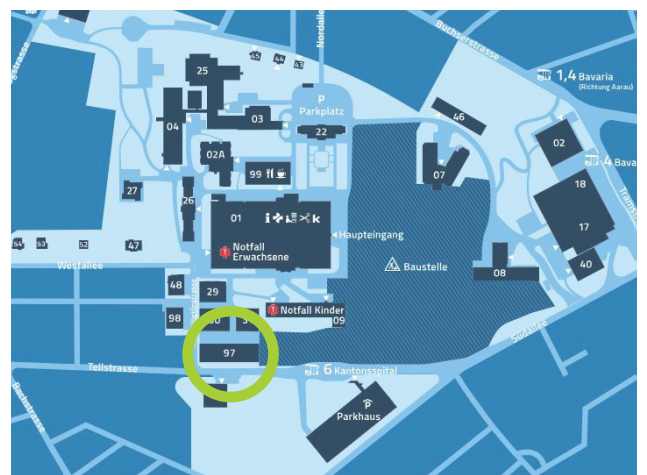 Nordallee
Buchserstrasse
45
44
43
25
1,4 Bavaria
(Richtung Aarau)
P
Parkplatz
03
04
22
46
02
02A
99
07
4 Bava
27
26
18
01
i
k
17
Haupteingang
Notfall
Erwachsene
54
53
52
47
Westallee
Baustelle
40
08
48
29
98
Notfall Kinder
09
97
Südallee
Tellstrasse
6 Kantonsspital
Bachstrasse
P
Parkhaus